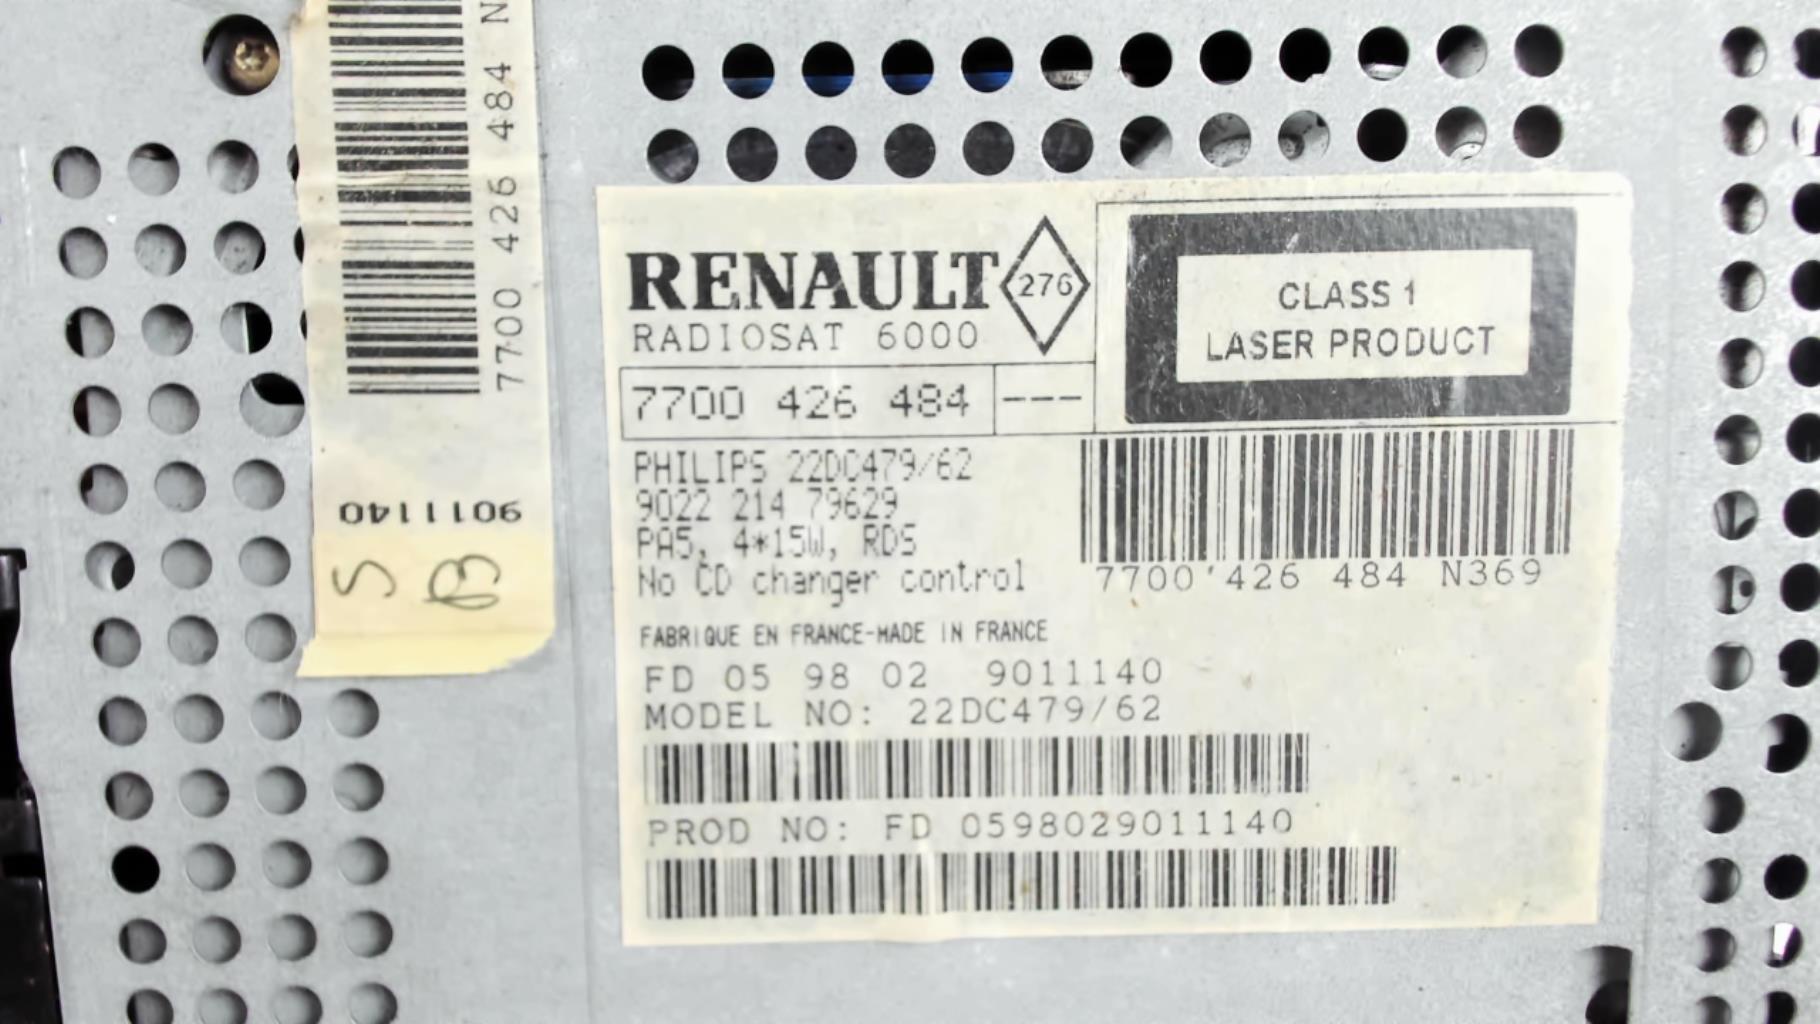 7700 426 484 N
9011140
S
RENAULT
276
RADIOSAT 6000
7700 426 484 ---
CLASS 1
LASER PRODUCT
PHILIPS 22DC479/62
9022 214 79629
PA5, 4*15W, RDS
No CD changer control
7700 426 484 N369
FABRIQUE EN FRANCE-MADE IN FRANCE
FD 05 98 02 9011140
MODEL NO: 22DC479/62
PROD NO: FD 0598029011140